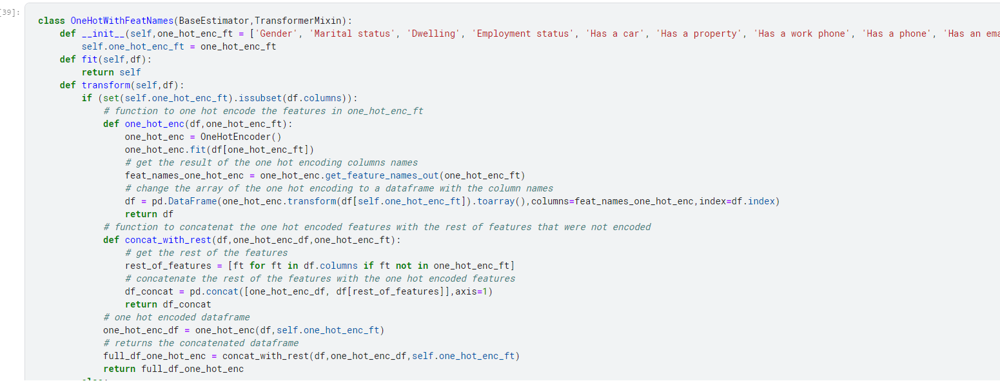 [39]:
class OneHotWithFeatNames(BaseEstimator,TransformerMixin):
    def __init__(self,one_hot_enc_ft = ['Gender', 'Marital status', 'Dwelling', 'Employment status', 'Has a car', 'Has a property', 'Has a work phone', 'Has a phone', 'Has an ema
        self.one_hot_enc_ft = one_hot_enc_ft
    def fit(self,df):
        return self
    def transform(self,df):
        if (set(self.one_hot_enc_ft).issubset(df.columns)):
            # function to one hot encode the features in one_hot_enc_ft
            def one_hot_enc(df,one_hot_enc_ft):
                one_hot_enc = OneHotEncoder()
                one_hot_enc.fit(df[one_hot_enc_ft])
                # get the result of the one hot encoding columns names
                feat_names_one_hot_enc = one_hot_enc.get_feature_names_out(one_hot_enc_ft)
                # change the array of the one hot encoding to a dataframe with the column names
                df = pd.DataFrame(one_hot_enc.transform(df[self.one_hot_enc_ft]).toarray(),columns=feat_names_one_hot_enc,index=df.index)
                return df
            # function to concatenat the one hot encoded features with the rest of features that were not encoded
            def concat_with_rest(df,one_hot_enc_df,one_hot_enc_ft):
                # get the rest of the features
                rest_of_features = [ft for ft in df.columns if ft not in one_hot_enc_ft]
                # concatenate the rest of the features with the one hot encoded features
                df_concat = pd.concat([one_hot_enc_df, df[rest_of_features]],axis=1)
                return df_concat
            # one hot encoded dataframe
            one_hot_enc_df = one_hot_enc(df,self.one_hot_enc_ft)
            # returns the concatenated dataframe
            full_df_one_hot_enc = concat_with_rest(df,one_hot_enc_df,self.one_hot_enc_ft)
            return full_df_one_hot_enc